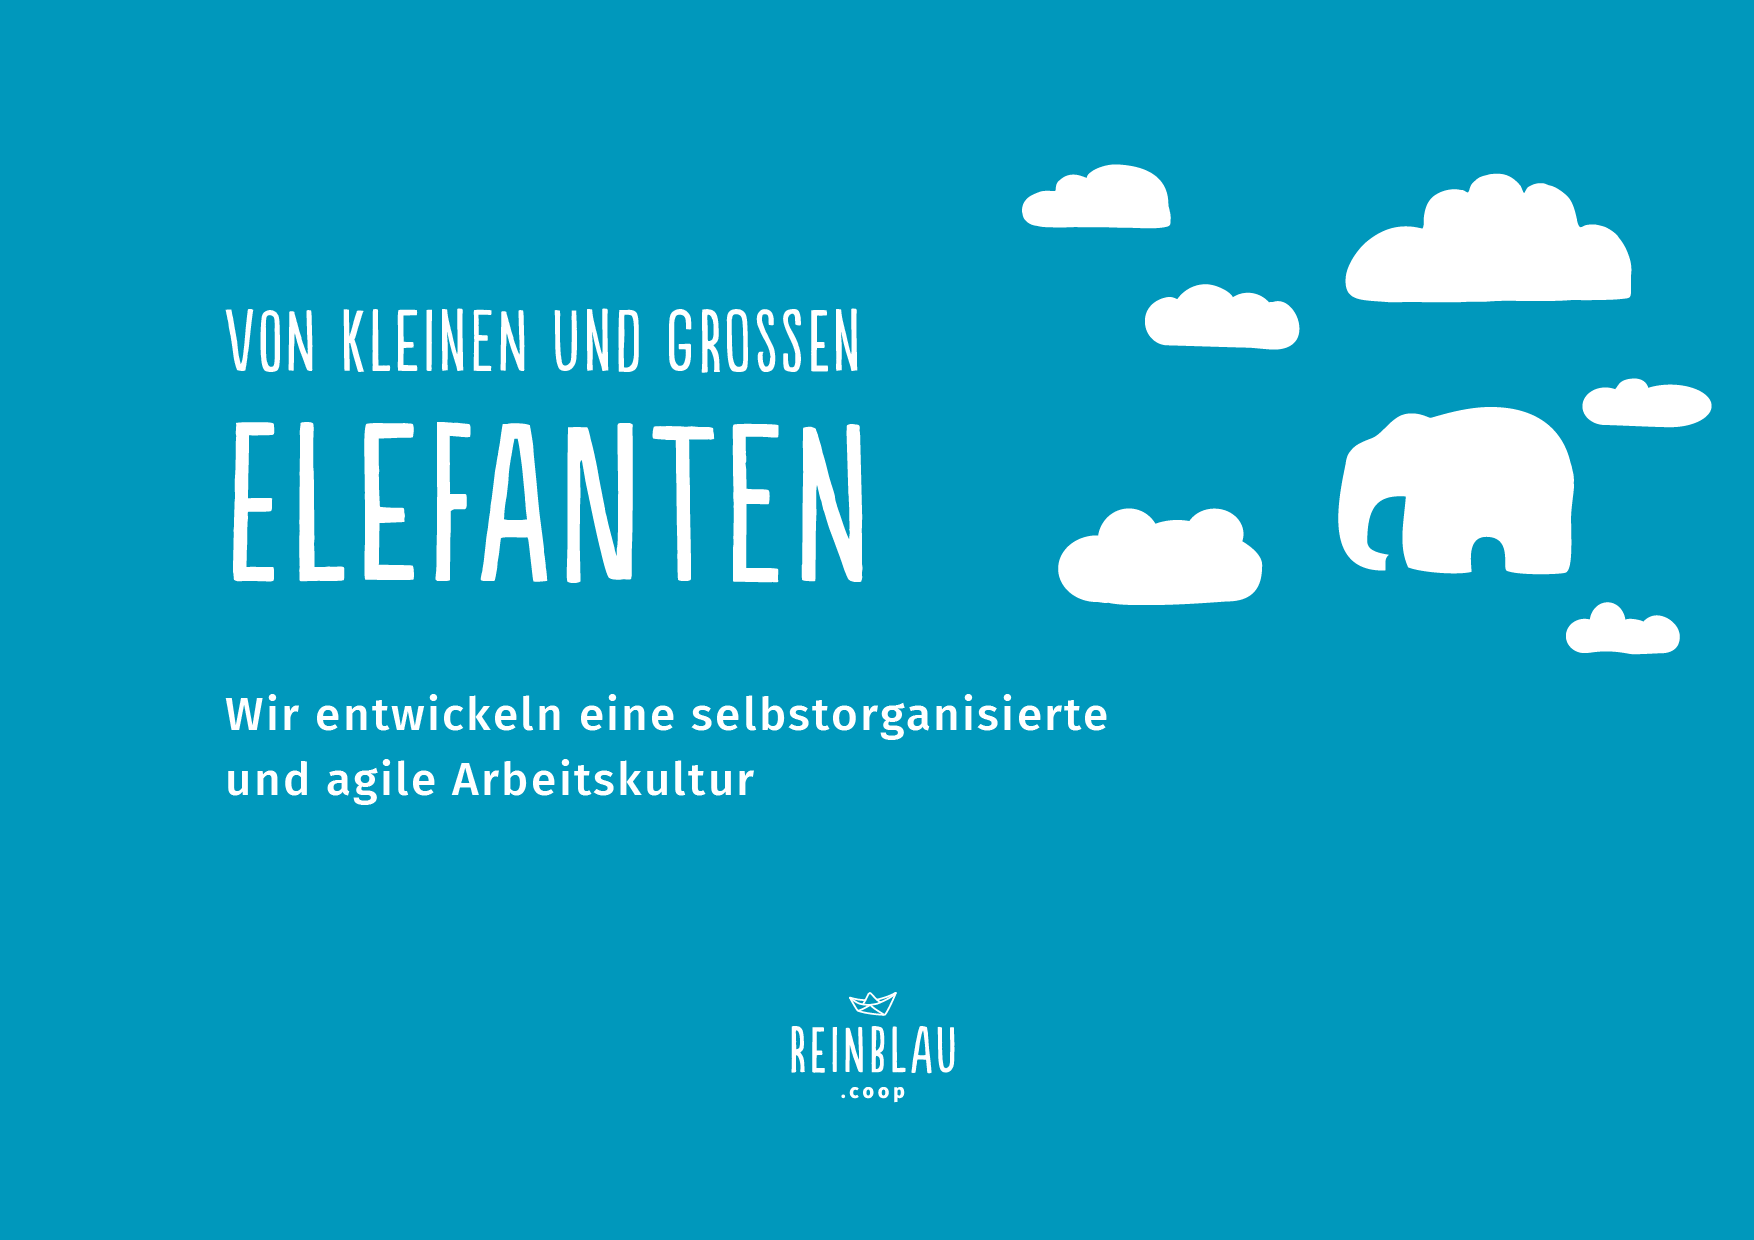 VON KLEINEN UND GROSSEN
ELEFANTEN
Wir entwickeln eine selbstorganisierte
und agile Arbeitskultur
REINBLAU
.coop